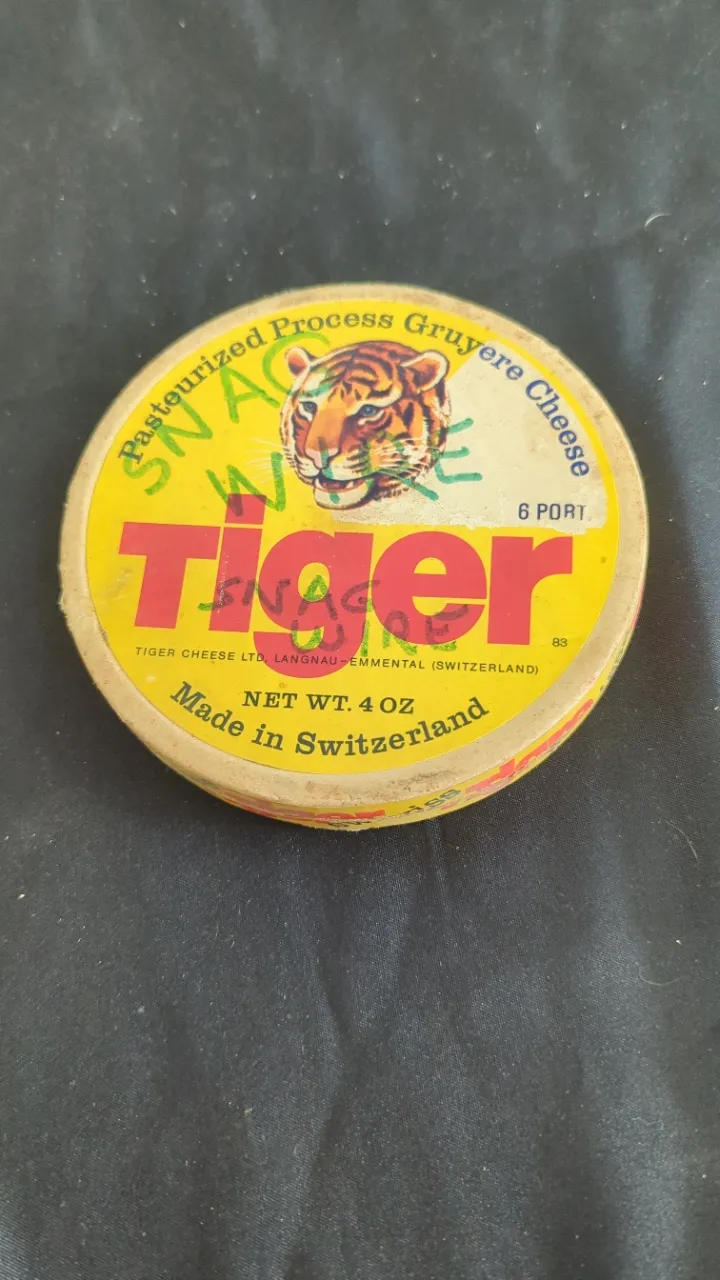 Pasteurized Process Gruyere Cheese
SNAG
WIRE
6 PORT.
Tiger
SNAG
WIRE
83
TIGER CHEESE LTD, LANGNAU-EMMENTAL (SWITZERLAND)
NET WT. 4 OZ
Made in Switzerland